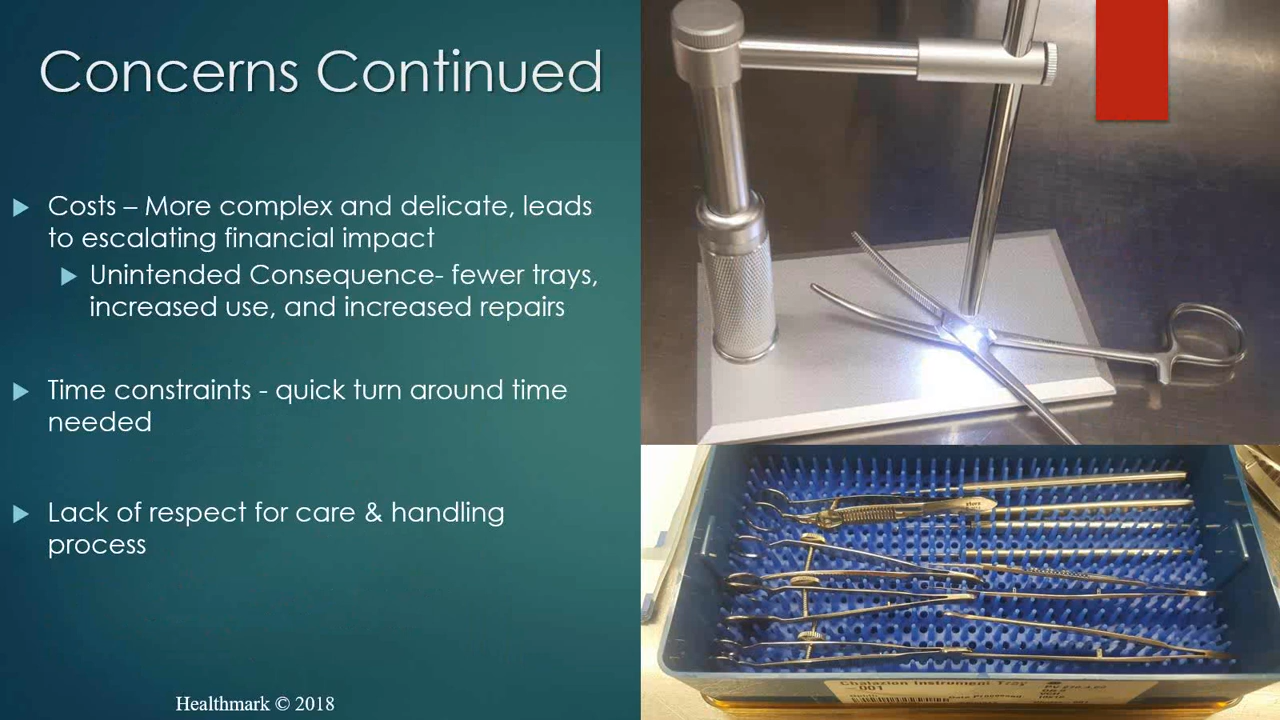 Concerns Continued
Costs – More complex and delicate, leads
to escalating financial impact
Unintended Consequence- fewer trays,
increased use, and increased repairs
Time constraints - quick turn around time
needed
Lack of respect for care & handling
process
Healthmark © 2018
Chalazion Instrument Tray
-001